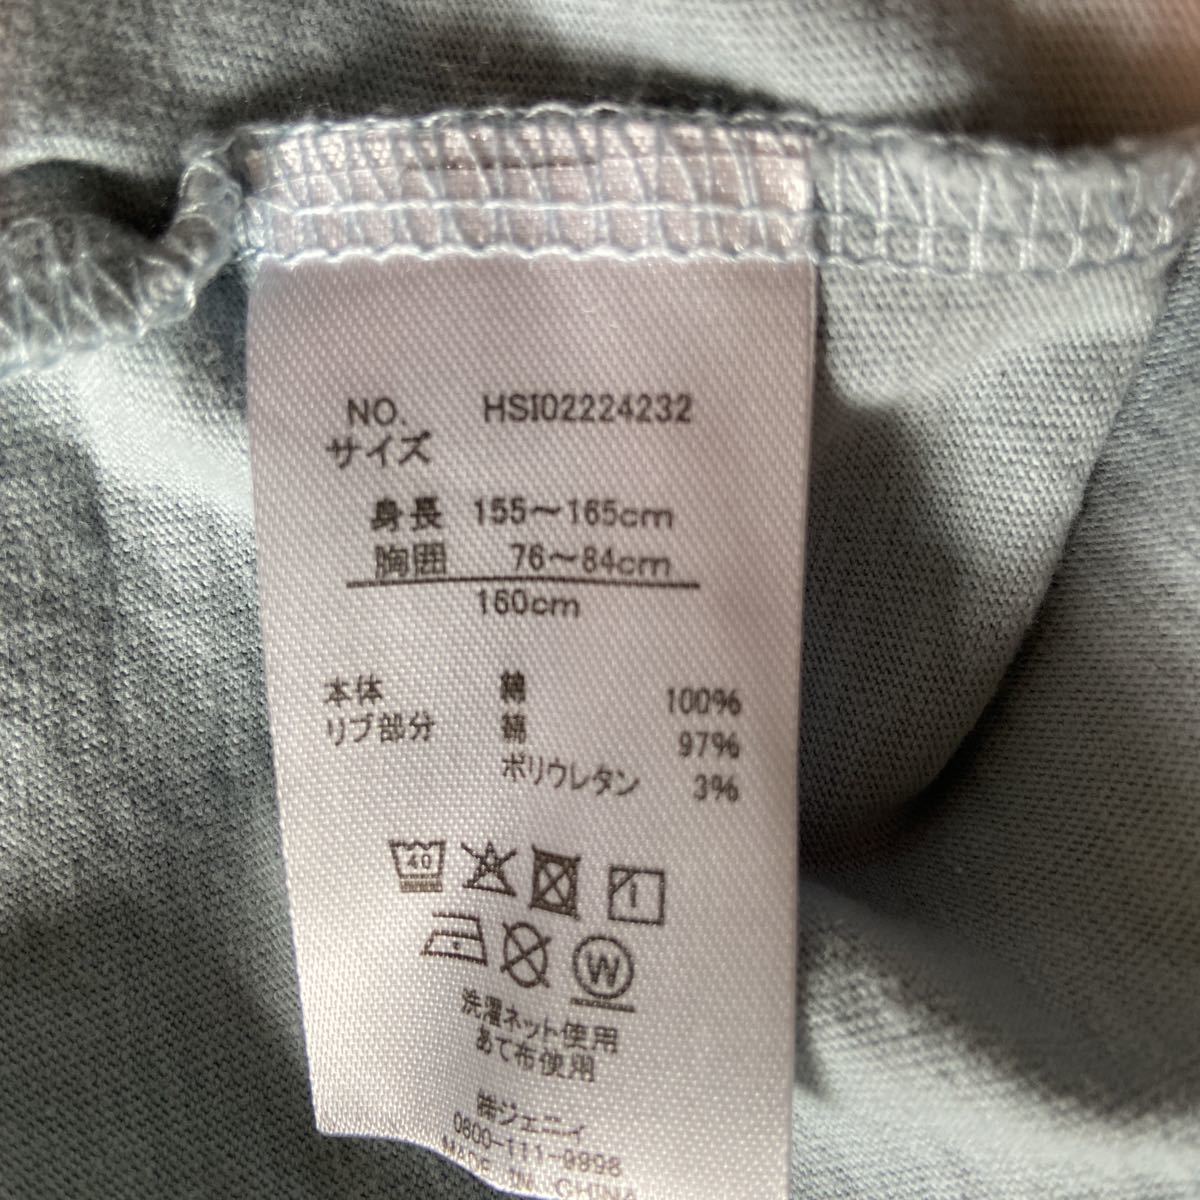 NO. HSI02224232
サイズ
身長 155〜165cm
胸囲 76〜84cm
160cm
本体 綿 100%
リブ部分 綿 97%
ポリウレタン 3%
40
W
洗濯ネット使用
あて布使用
㈱ジェニィ
0800-111-9998
MADE IN CHINA